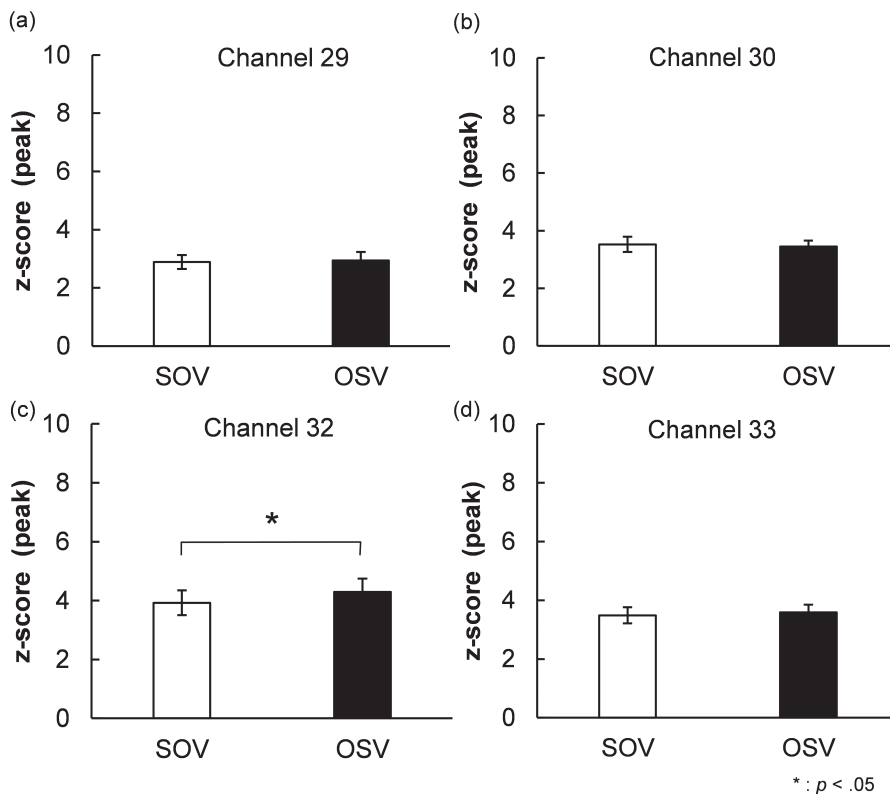 (a)
Channel 29
z-score (peak)
10
8
6
4
2
0
SOV OSV
(b)
Channel 30
z-score (peak)
10
8
6
4
2
0
SOV OSV
(c)
Channel 32
z-score (peak)
10
8
6
4
2
0
*
SOV OSV
(d)
Channel 33
z-score (peak)
10
8
6
4
2
0
SOV OSV
* : p < .05